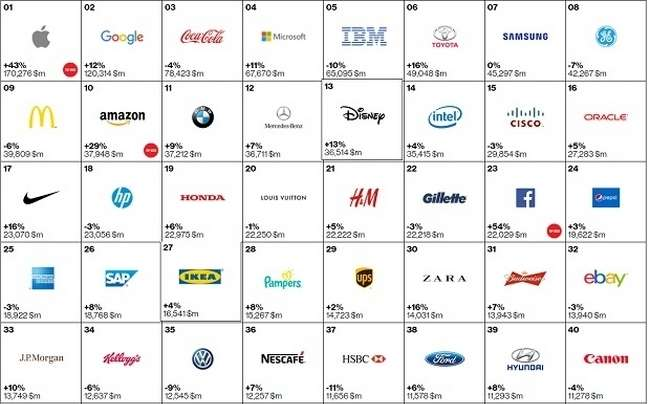 01 02 03 04 05 06 07 08
Google Coca-Cola Microsoft IBM TOYOTA SAMSUNG GE
+43% +12% -4% +11% -10% +16% 0% -7%
170,276 $m 120,314 $m 78,423 $m 67,670 $m 65,095 $m 49,048 $m 45,297 $m 42,267 $m
09 10 11 12 13 14 15 16
M amazon BMW Mercedes-Benz Disney intel CISCO. ORACLE
-6% +29% +9% +7% +13% +4% -3% +5%
39,809 $m 37,948 $m 37,212 $m 36,711 $m 36,514 $m 35,415 $m 29,854 $m 27,283 $m
17 18 19 20 21 22 23 24
hp HONDA LOUIS VUITTON H&M Gillette f pepsi
+16% -3% +6% -1% +5% -3% +54% +3%
23,070 $m 23,056 $m 22,975 $m 22,250 $m 22,222 $m 22,218 $m 22,029 $m 19,622 $m
25 26 27 28 29 30 31 32
AMERICAN EXPRESS SAP IKEA Pampers ups ZARA Budweiser ebay
-3% +8% +4% +8% +2% +16% +7% -3%
18,922 $m 18,768 $m 16,541 $m 15,267 $m 14,723 $m 14,031 $m 13,943 $m 13,940 $m
33 34 35 36 37 38 39 40
J.P.Morgan Kellogg's VW NESCAFÉ HSBC Ford HYUNDAI Canon
+10% -6% -9% +7% -11% +6% +8% -4%
13,749 $m 12,637 $m 12,545 $m 12,257 $m 11,656 $m 11,578 $m 11,293 $m 11,278 $m